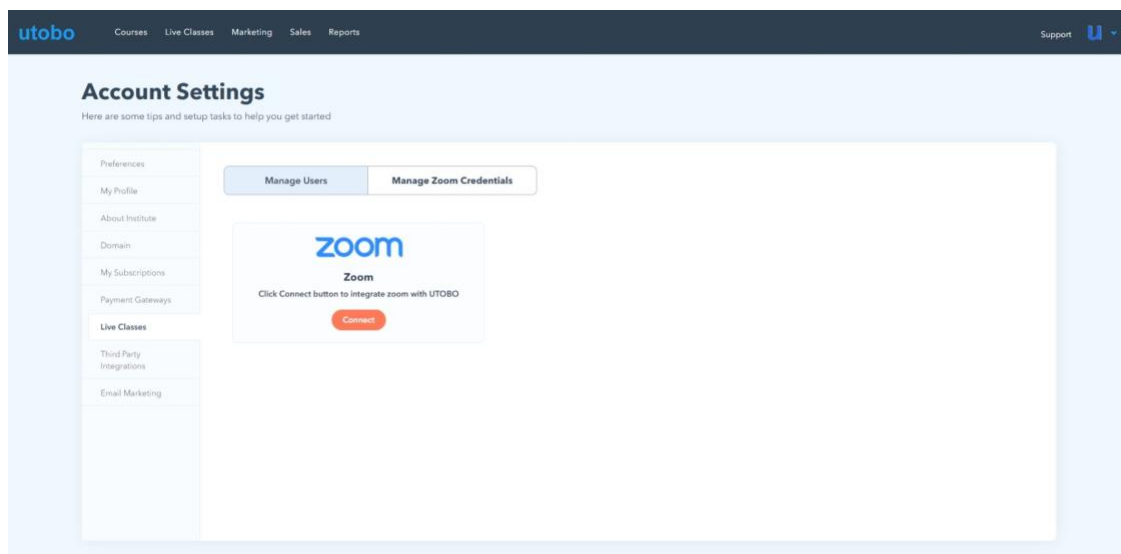 utobo Courses Live Classes Marketing Sales Reports Support U
Account Settings
Here are some tips and setup tasks to help you get started
Preferences
My Profile
About Institute
Domain
My Subscriptions
Payment Gateways
Live Classes
Third Party
Integrations
Email Marketing
Manage Users Manage Zoom Credentials
zoom
Zoom
Click Connect button to integrate zoom with UTOBO
Connect